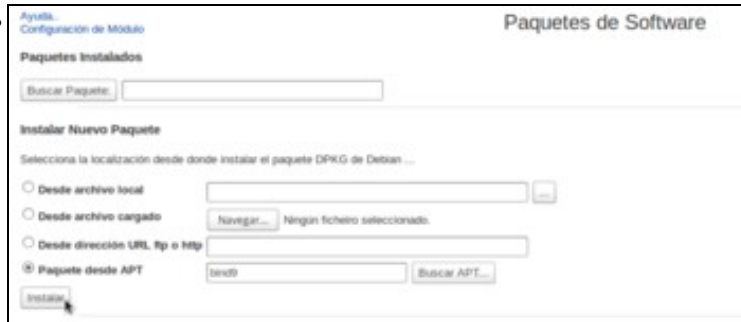 Ayuda..
Configuración de Módulo
Paquetes de Software
Paquetes Instalados
Buscar Paquete:
Instalar Nuevo Paquete
Selecciona la localización desde donde instalar el paquete DPKG de Debian ...
Desde archivo local ...
Desde archivo cargado Navegar... Ningún fichero seleccionado.
Desde dirección URL ftp o http
Paquete desde APT bind9 Buscar APT...
Instalar